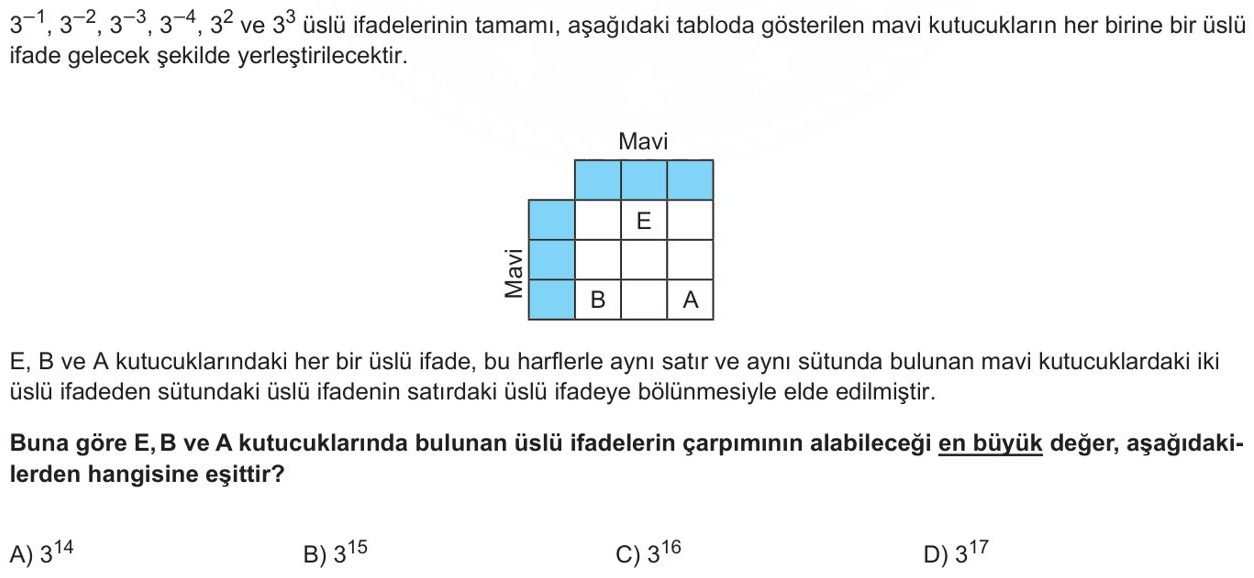 3⁻¹, 3⁻², 3⁻³, 3⁻⁴, 3² ve 3³ üslü ifadelerinin tamamı, aşağıdaki tabloda gösterilen mavi kutucukların her birine bir üslü
ifade gelecek şekilde yerleştirilecektir.
Mavi
Mavi
E
B A
E, B ve A kutucuklarındaki her bir üslü ifade, bu harflerle aynı satır ve aynı sütunda bulunan mavi kutucuklardaki iki
üslü ifadeden sütundaki üslü ifadenin satırdaki üslü ifadeye bölünmesiyle elde edilmiştir.
Buna göre E, B ve A kutucuklarında bulunan üslü ifadelerin çarpımının alabileceği en büyük değer, aşağıdaki-
lerden hangisine eşittir?
A) 3¹⁴ B) 3¹⁵ C) 3¹⁶ D) 3¹⁷